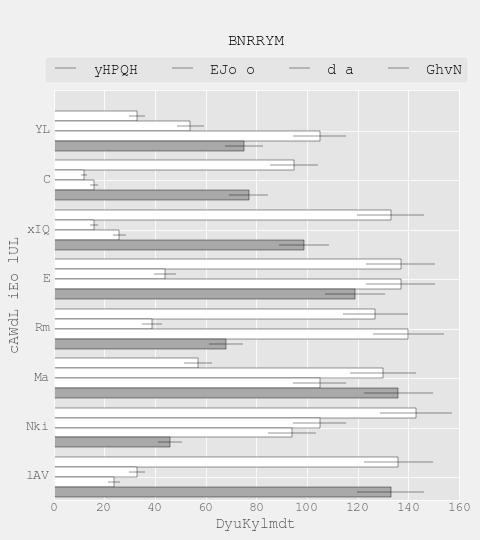 BNRRYM
yHPQH EJo o d a GhvN
YL
C
xIQ
E
Rm
Ma
Nki
lAV
cAWdL iEo lUL
0 20 40 60 80 100 120 140 160
DyuKylmdt